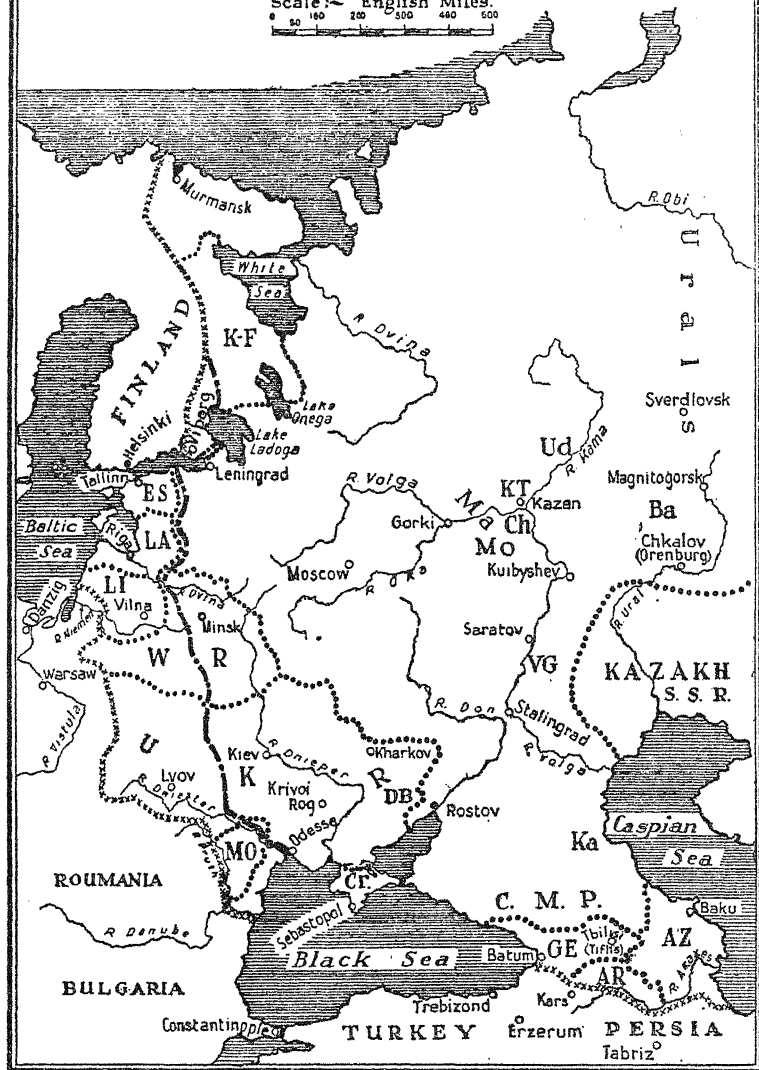 Scale:~ English Miles.
0 50 100 200 300 400 500
Murmansk
R. Obi
Ural
s
White
Sea
R. Dvina
K-F
FINLAND
Sverdlovsk
Lake
Onega
Helsinki
Viberg
Lake
Ladoga
Leningrad
Ud
R. Kama
Tallinn
ES
R. Volga
Ma
KT
Kazan
Magnitogorsk
Ba
Gorki
Ch
Baltic
Sea
Riga
LA
Mo
Chkalov
(Orenburg)
Moscow
R. Oka
Kuibyshev
LI
Vilna
R. Dvina
Danzig
R. Niemen
Minsk
R. Ural
Saratov
W
R
VG
KAZAKH
S. S. R.
Warsaw
R. Vistula
R. Don
Stalingrad
U
Kiev
R. Dnieper
Kharkov
R. Volga
Lvov
K
R
R. Dniester
Krivoi
Rog
DB
Rostov
Odessa
R. Pruth
MO
Ka
Caspian
Sea
ROUMANIA
Cr.
C. M. P.
Sebastopol
Baku
R. Danube
Tbilisi
(Tiflis)
AZ
Black Sea
Batum
GE
AR
R. Araxes
BULGARIA
Kars
Trebizond
Constantinople
TURKEY
Erzerum
PERSIA
Tabriz